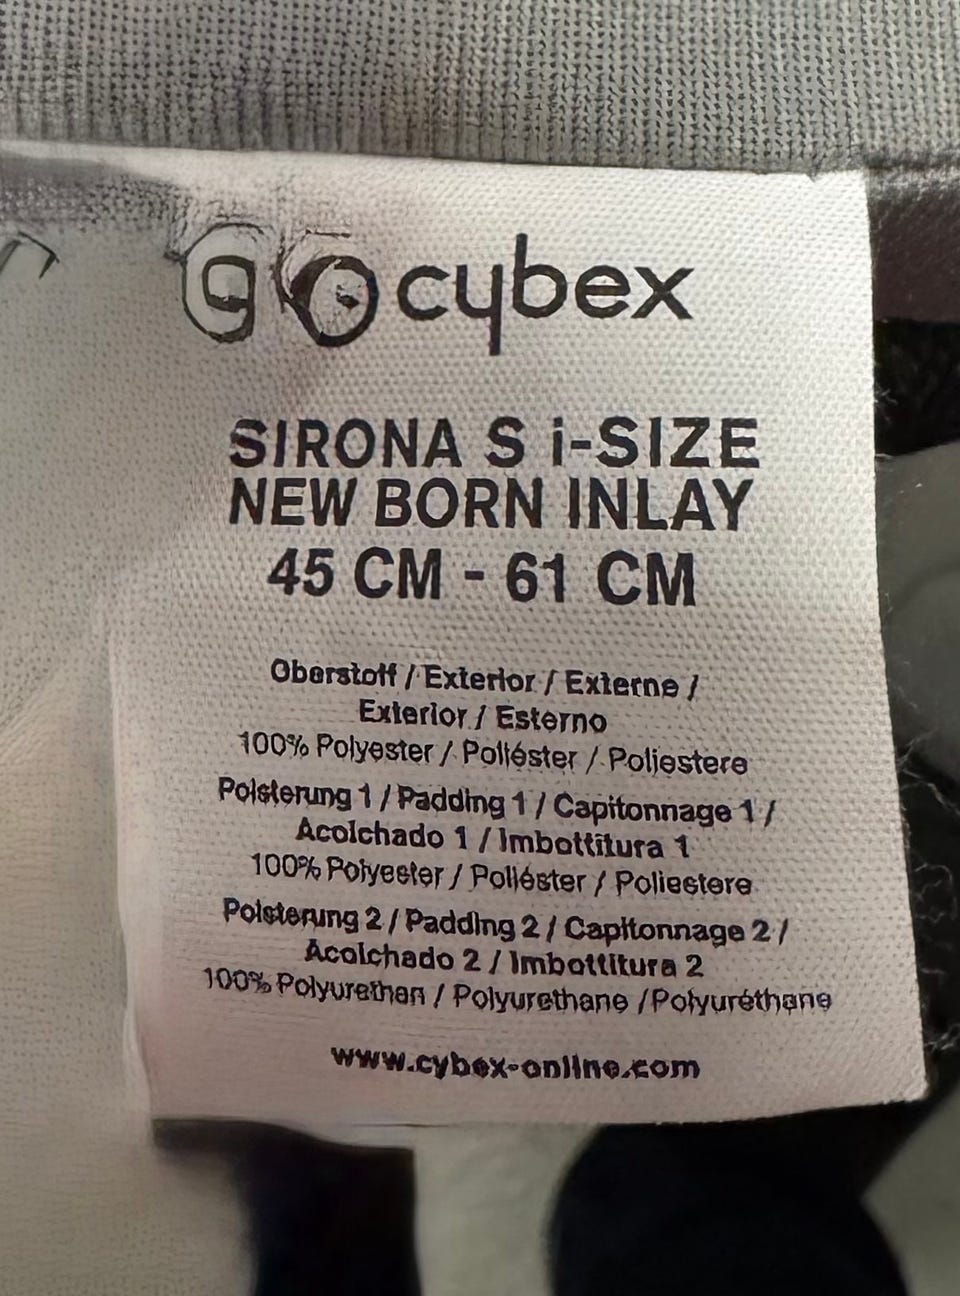 cybex
SIRONA S i-SIZE
NEW BORN INLAY
45 CM - 61 CM
Oberstoff / Exterior / Externe /
Exterior / Esterno
100% Polyester / Poliéster / Poliestere
Polsterung 1 / Padding 1 / Capitonnage 1 /
Acolchado 1 / Imbottitura 1
100% Polyester / Poliéster / Poliestere
Polsterung 2 / Padding 2 / Capitonnage 2 /
Acolchado 2 / Imbottitura 2
100% Polyurethan / Polyurethane / Polyuréthane
www.cybex-online.com